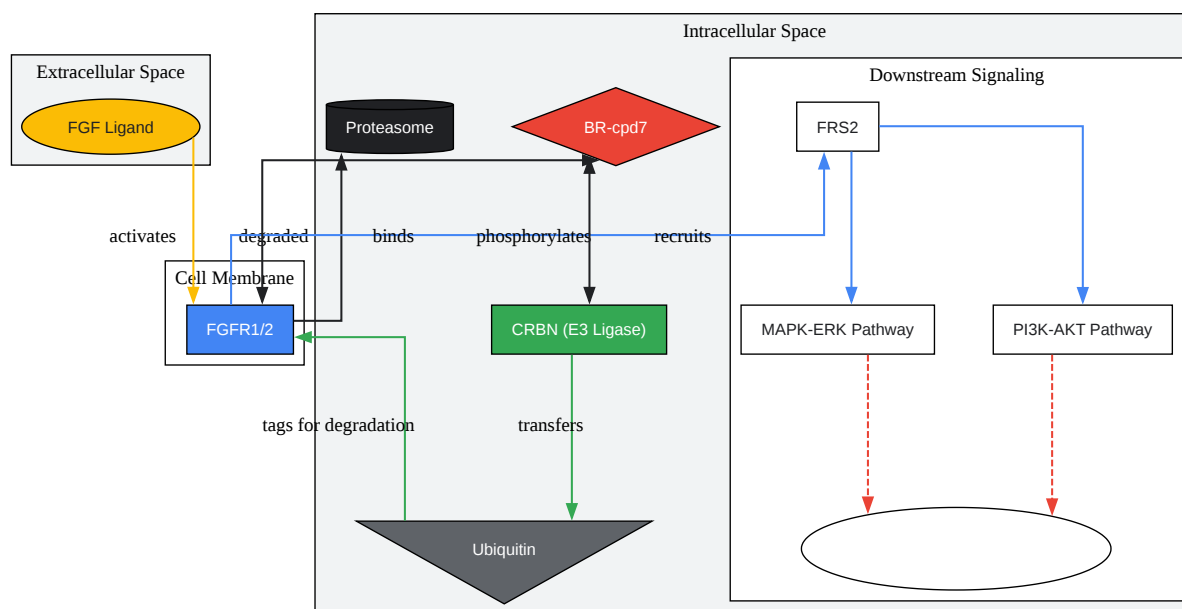 Intracellular Space
Extracellular Space
Downstream Signaling
FGF Ligand
Proteasome
BR-cpd7
FRS2
activates
degraded
binds
phosphorylates
recruits
Cell Membrane
FGFR1/2
CRBN (E3 Ligase)
MAPK-ERK Pathway
PI3K-AKT Pathway
tags for degradation
transfers
Ubiquitin